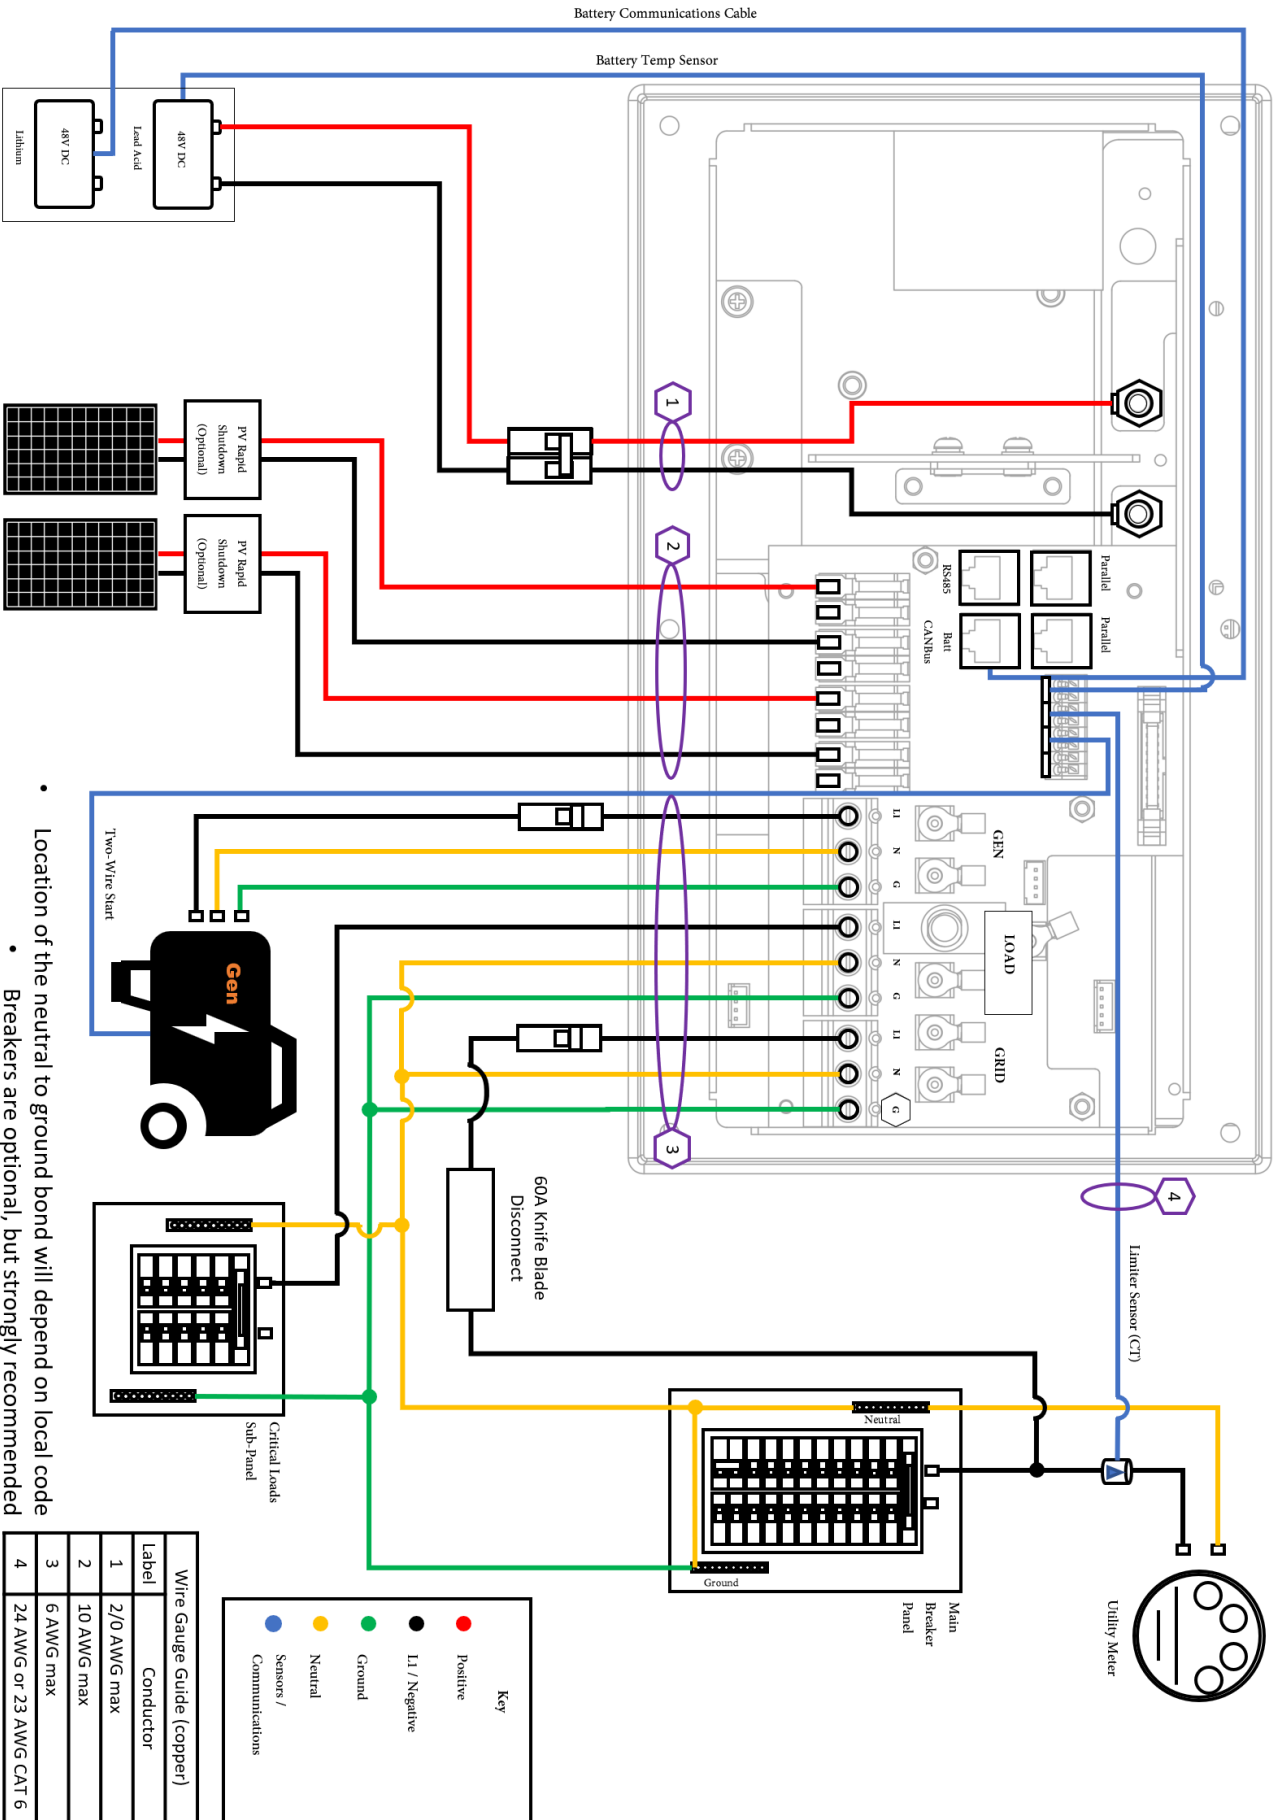 Battery Communications Cable
Battery Temp Sensor
48V DC
Lithium
48V DC
Lead Acid
1
PV Rapid
Shutdown
(Optional)
PV Rapid
Shutdown
(Optional)
2
Parallel
Parallel
RS485
Batt
CANBus
L1
N
G
GEN
L1
N
G
LOAD
L1
N
G
GRID
3
4
Limiter Sensor (CT)
Two-Wire Start
Gen
60A Knife Blade
Disconnect
Critical Loads
Sub-Panel
Neutral
Ground
Main
Breaker
Panel
Utility Meter
• Location of the neutral to ground bond will depend on local code
• Breakers are optional, but strongly recommended
Key
Positive
L1 / Negative
Ground
Neutral
Sensors /
Communications
Wire Gauge Guide (copper)
Label Conductor
1 2/0 AWG max
2 10 AWG max
3 6 AWG max
4 24 AWG or 23 AWG CAT 6